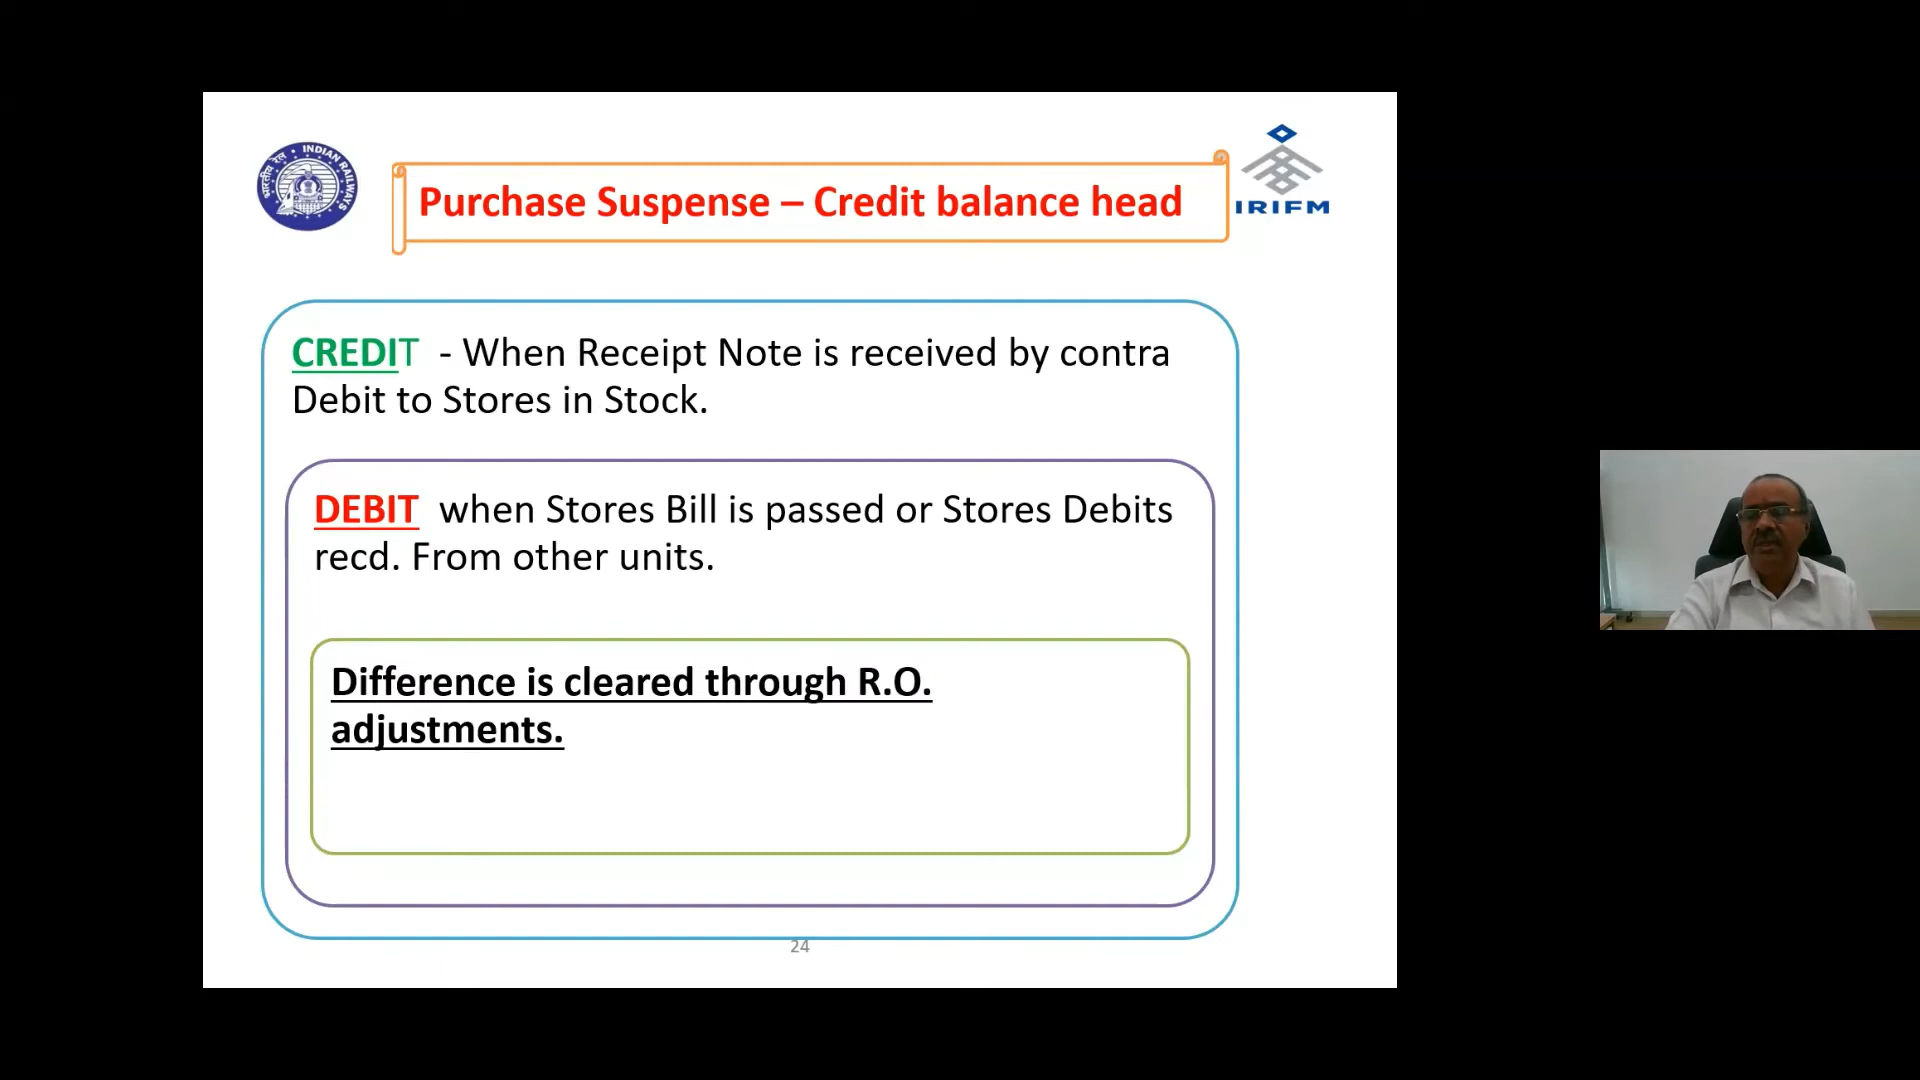 भारतीय रेल • INDIAN RAILWAYS
Purchase Suspense – Credit balance head
IRIFM
CREDIT - When Receipt Note is received by contra
Debit to Stores in Stock.
DEBIT when Stores Bill is passed or Stores Debits
recd. From other units.
Difference is cleared through R.O.
adjustments.
24